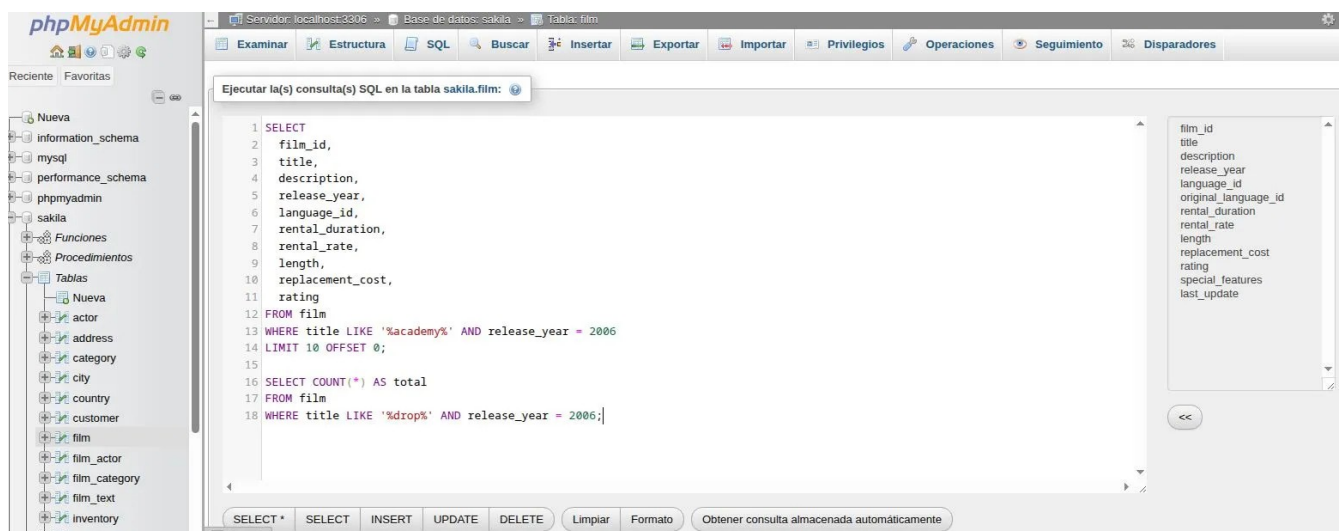 phpMyAdmin
Reciente Favoritas
Nueva
information_schema
mysql
performance_schema
phpmyadmin
sakila
Funciones
Procedimientos
Tablas
Nueva
actor
address
category
city
country
customer
film
film_actor
film_category
film_text
inventory
Servidor: localhost:3306 » Base de datos: sakila » Tabla: film
Examinar Estructura SQL Buscar Insertar Exportar Importar Privilegios Operaciones Seguimiento Disparadores
Ejecutar la(s) consulta(s) SQL en la tabla sakila.film:
1 SELECT
2 film_id,
3 title,
4 description,
5 release_year,
6 language_id,
7 rental_duration,
8 rental_rate,
9 length,
10 replacement_cost,
11 rating
12 FROM film
13 WHERE title LIKE '%academy%' AND release_year = 2006
14 LIMIT 10 OFFSET 0;
15
16 SELECT COUNT(*) AS total
17 FROM film
18 WHERE title LIKE '%drop%' AND release_year = 2006;
film_id
title
description
release_year
language_id
original_language_id
rental_duration
rental_rate
length
replacement_cost
rating
special_features
last_update
<<
SELECT * SELECT INSERT UPDATE DELETE Limpiar Formato Obtener consulta almacenada automáticamente